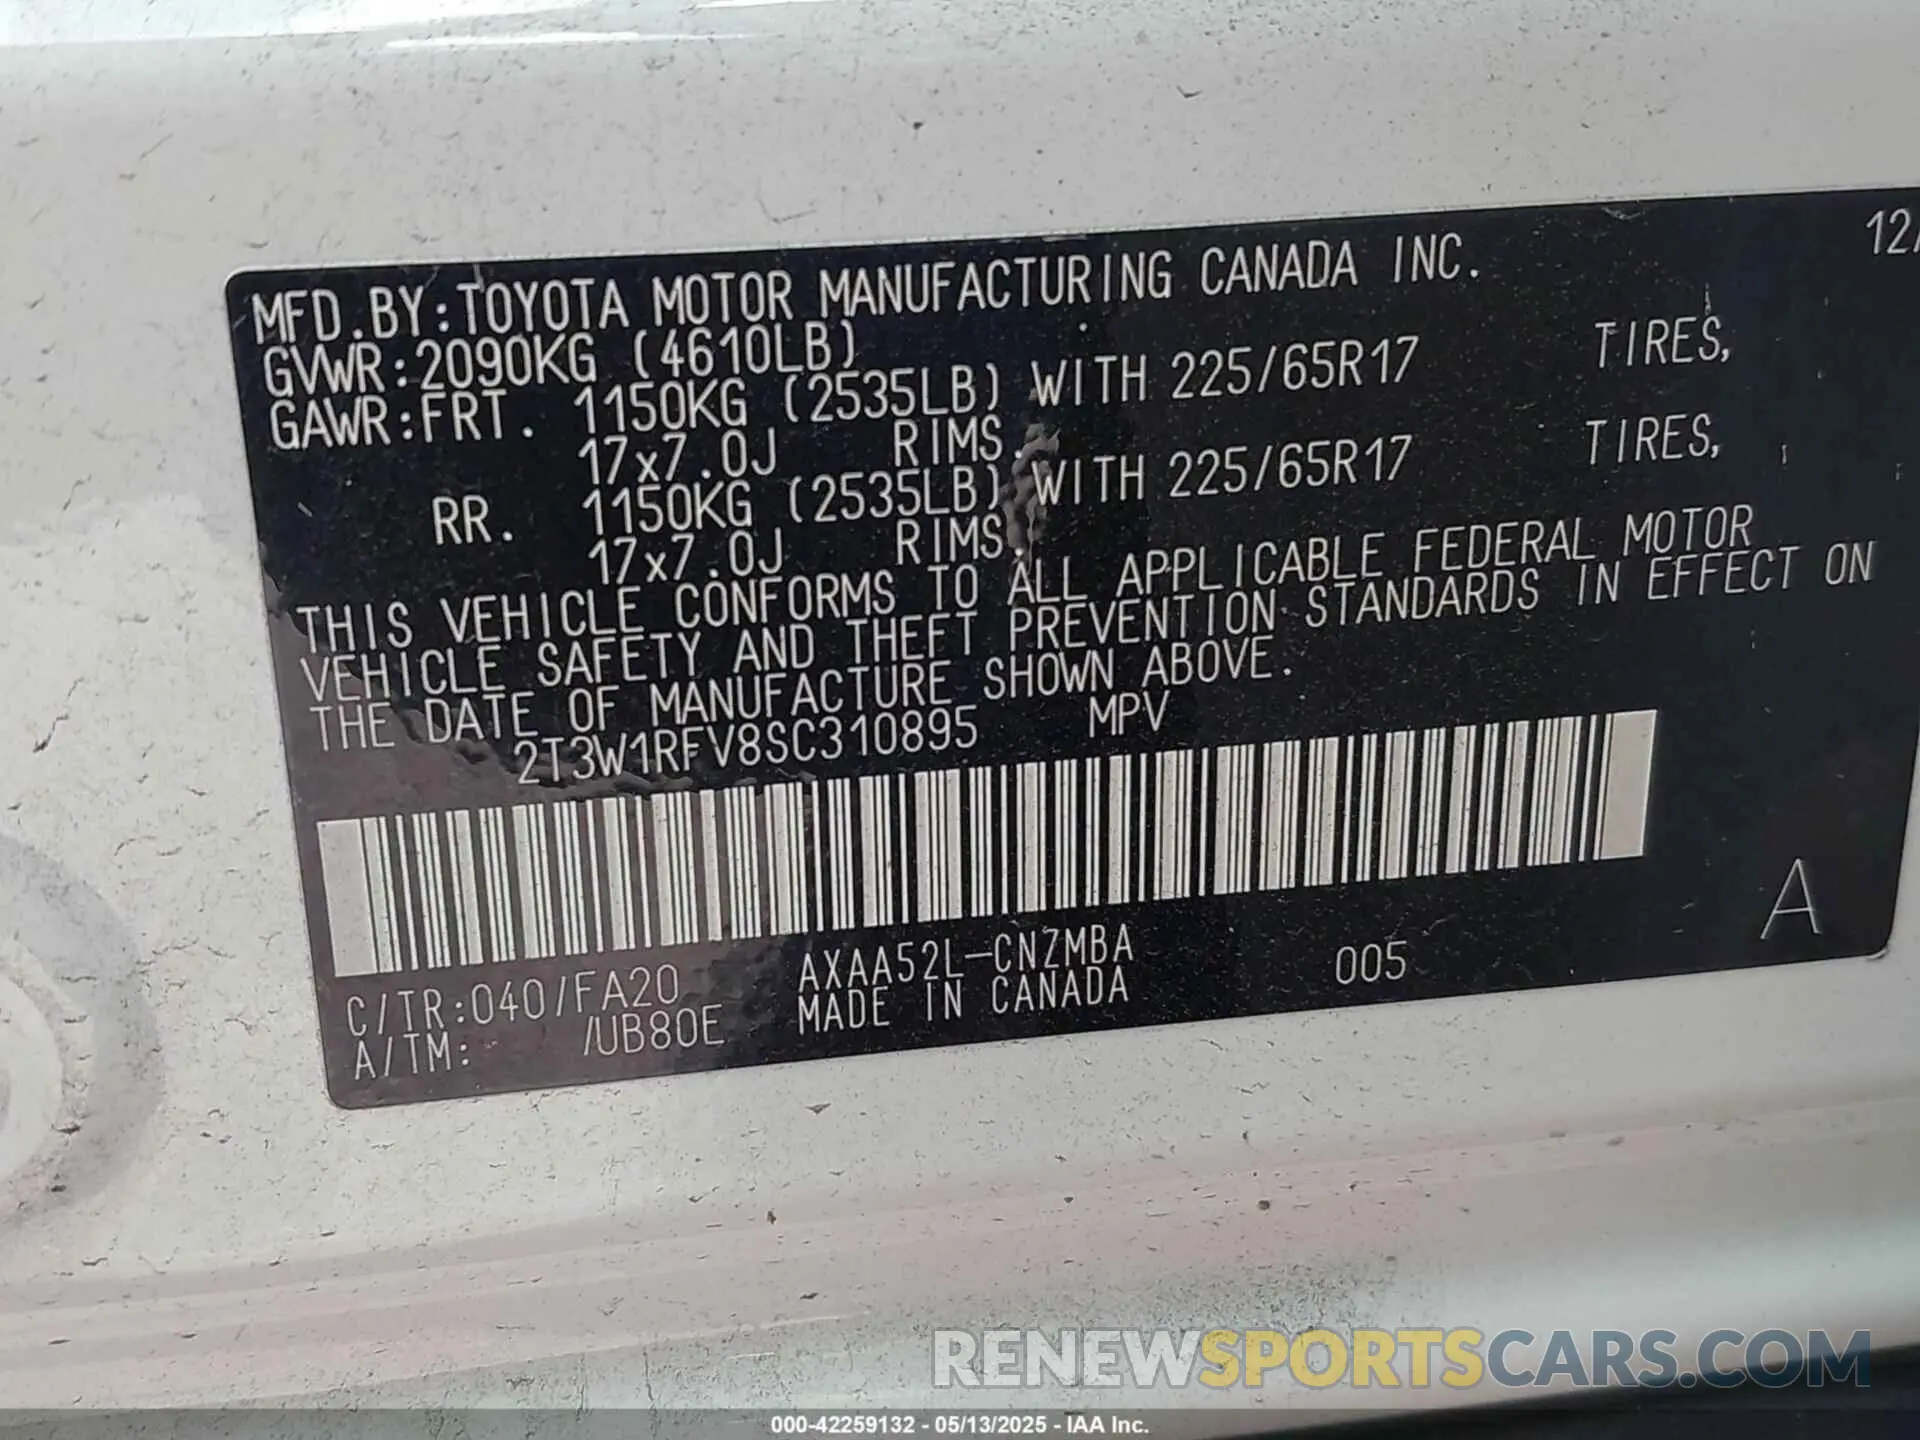 12/
MFD.BY:TOYOTA MOTOR MANUFACTURING CANADA INC.
GVWR:2090KG (4610LB)
GAWR:FRT. 1150KG (2535LB) WITH 225/65R17 TIRES,
17x7.0J RIMS.
RR. 1150KG (2535LB) WITH 225/65R17 TIRES,
17x7.0J RIMS.
THIS VEHICLE CONFORMS TO ALL APPLICABLE FEDERAL MOTOR
VEHICLE SAFETY AND THEFT PREVENTION STANDARDS IN EFFECT ON
THE DATE OF MANUFACTURE SHOWN ABOVE.
2T3W1RFV8SC310895 MPV
A
C/TR:040/FA20 AXAA52L-CNZMBA 005
A/TM: /UB80E MADE IN CANADA
RENEWSPORTSCARS.COM
000-42259132 - 05/13/2025 - IAA Inc.